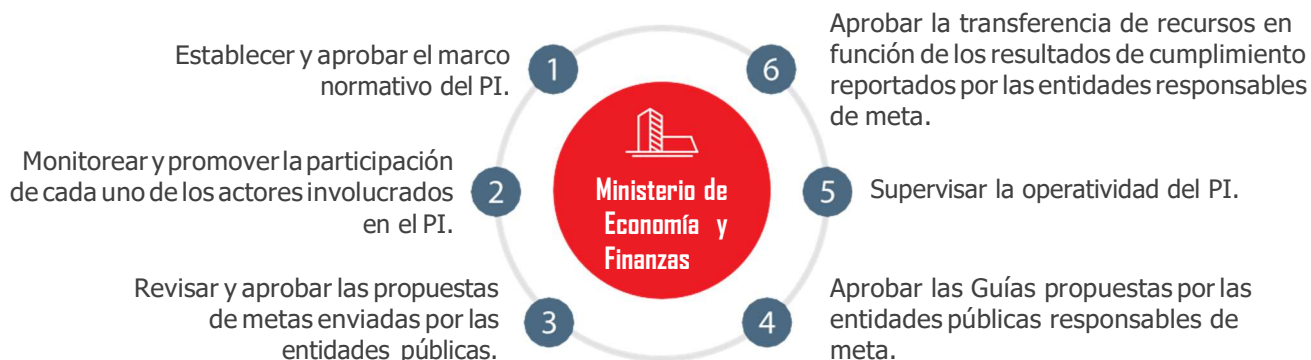 1
Establecer y aprobar el marco
normativo del PI.
2
Monitorear y promover la participación
de cada uno de los actores involucrados
en el PI.
3
Revisar y aprobar las propuestas
de metas enviadas por las
entidades públicas.
Ministerio de
Economía y
Finanzas
4
Aprobar las Guías propuestas por las
entidades públicas responsables de
meta.
5
Supervisar la operatividad del PI.
6
Aprobar la transferencia de recursos en
función de los resultados de cumplimiento
reportados por las entidades responsables
de meta.